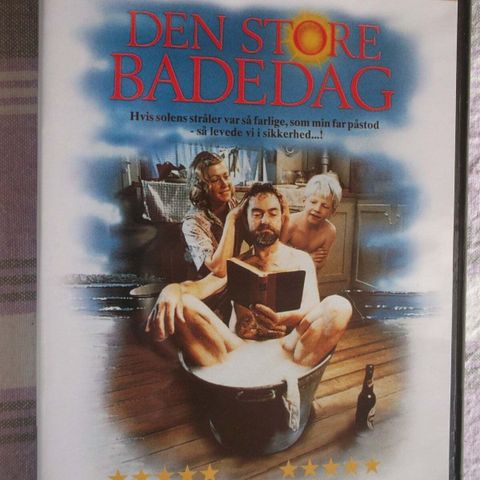 DEN STORE
BADEDAG
Hvis solens stråler var så farlige, som min far påstod
- så levede vi i sikkerhed...!